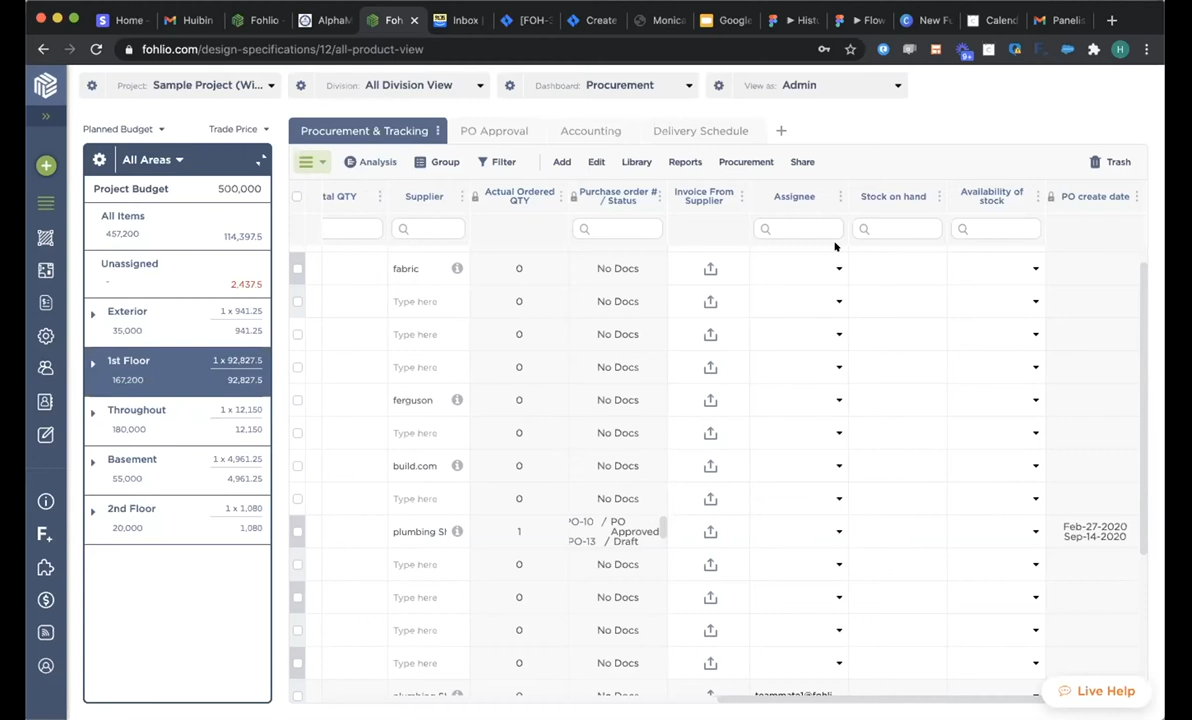 Home
Huibin
Fohlio
AlphaM
Foh
Inbox
[FOH-3
Create
Monica
Google
Hist
Flow
New Fu
Calend
Panelis
fohlio.com/design-specifications/12/all-product-view
9+
H
Project: Sample Project (Wi...
Division: All Division View
Dashboard: Procurement
View as: Admin
Planned Budget
Trade Price
Procurement & Tracking
PO Approval
Accounting
Delivery Schedule
All Areas
Analysis
Group
Filter
Add
Edit
Library
Reports
Procurement
Share
Trash
Project Budget 500,000
All Items
457,200 114,397.5
Unassigned
- 2,437.5
Exterior 1 x 941.25
35,000 941.25
1st Floor 1 x 92,827.5
167,200 92,827.5
Throughout 1 x 12,150
180,000 12,150
Basement 1 x 4,961.25
55,000 4,961.25
2nd Floor 1 x 1,080
20,000 1,080
tal QTY
Supplier
Actual Ordered QTY
Purchase order # / Status
Invoice From Supplier
Assignee
Stock on hand
Availability of stock
PO create date
fabric 0 No Docs
Type here 0 No Docs
Type here 0 No Docs
Type here 0 No Docs
ferguson 0 No Docs
Type here 0 No Docs
build.com 0 No Docs
Type here 0 No Docs
plumbing SH 1 PO-10 / PO Approved Feb-27-2020
PO-13 / Draft Sep-14-2020
Type here 0 No Docs
Type here 0 No Docs
Type here 0 No Docs
Type here 0 No Docs
F+
Live Help